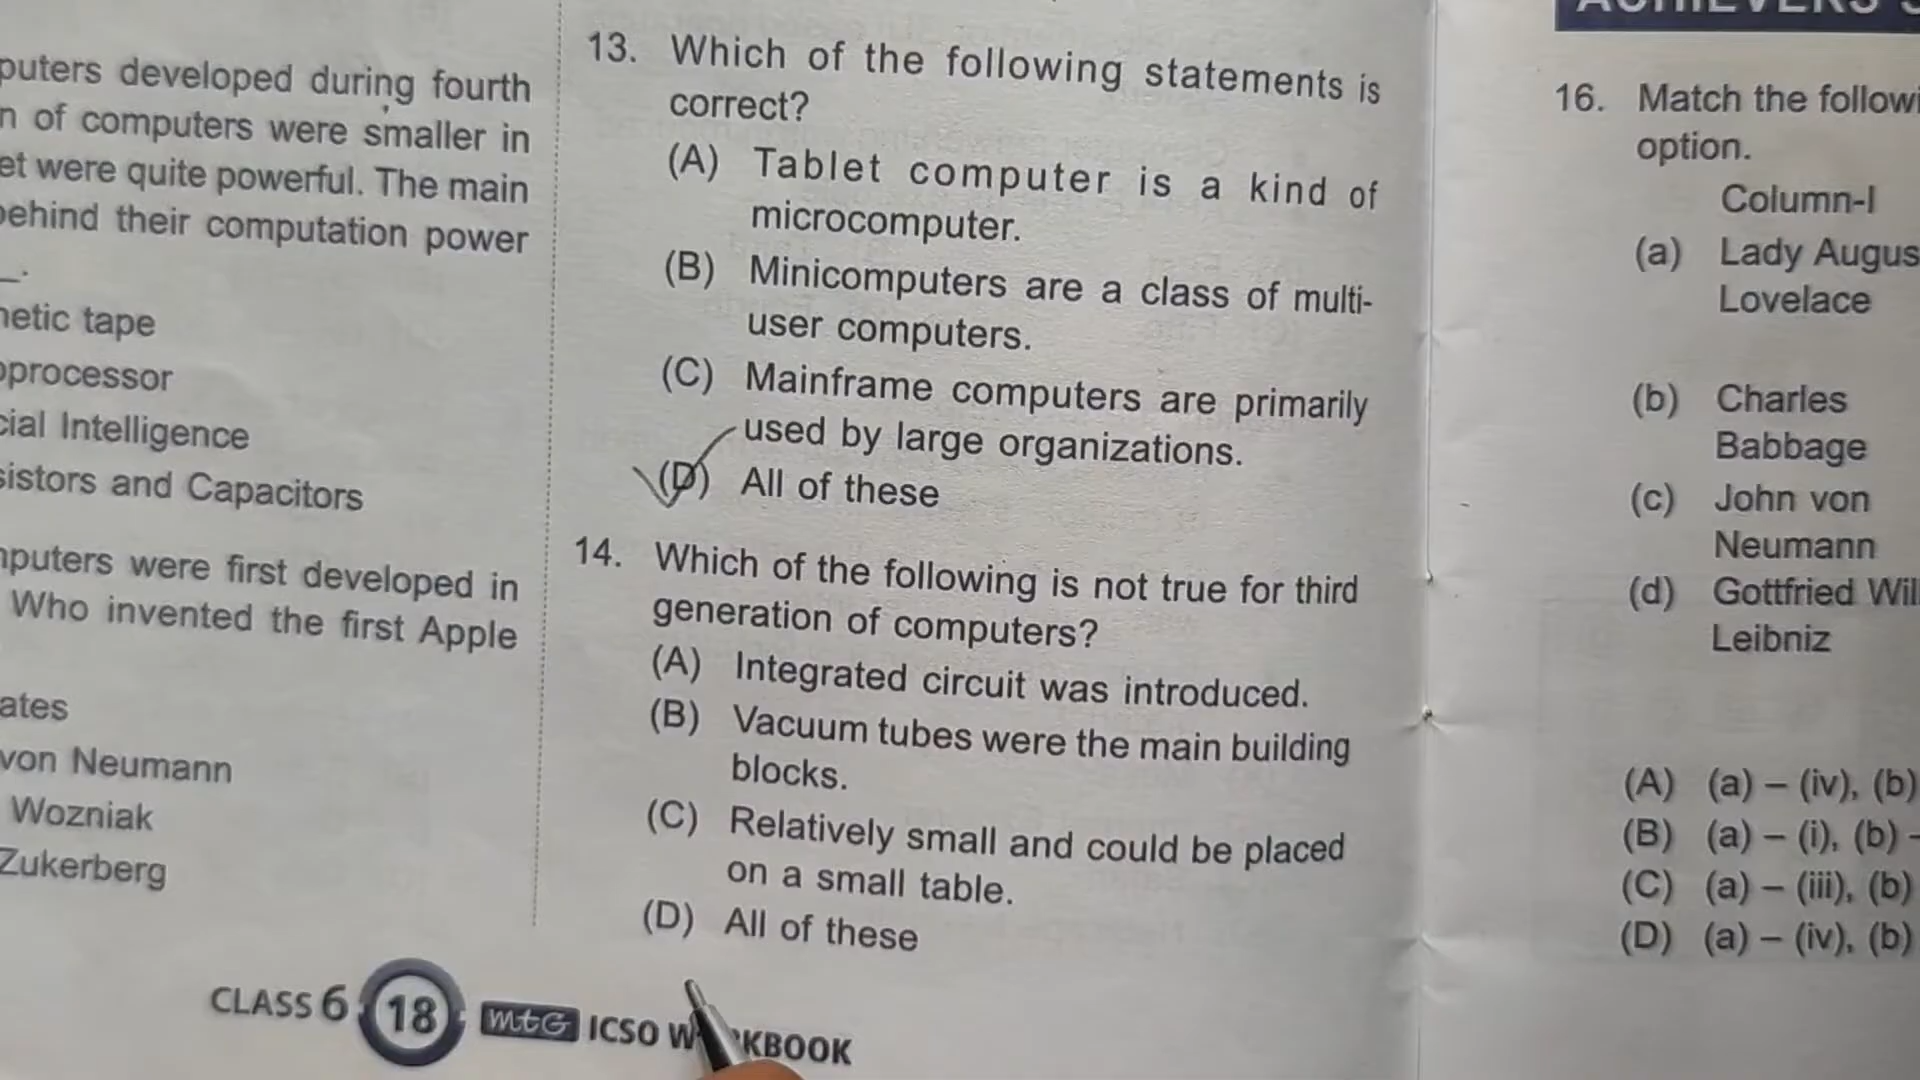 puters developed during fourth
n of computers were smaller in
et were quite powerful. The main
behind their computation power
netic tape
oprocessor
cial Intelligence
sistors and Capacitors
nputers were first developed in
Who invented the first Apple
ates
von Neumann
Wozniak
Zukerberg
13. Which of the following statements is
correct?
(A) Tablet computer is a kind of
microcomputer.
(B) Minicomputers are a class of multi-
user computers.
(C) Mainframe computers are primarily
used by large organizations.
(D) All of these
14. Which of the following is not true for third
generation of computers?
(A) Integrated circuit was introduced.
(B) Vacuum tubes were the main building
blocks.
(C) Relatively small and could be placed
on a small table.
(D) All of these
CLASS 6 18 mtG ICSO W KBOOK
ACHIEVERS S
16. Match the followi
option.
Column-I
(a) Lady Augus
Lovelace
(b) Charles
Babbage
(c) John von
Neumann
(d) Gottfried Wil
Leibniz
(A) (a) – (iv), (b)
(B) (a) – (i), (b) -
(C) (a) – (iii), (b)
(D) (a) – (iv), (b)